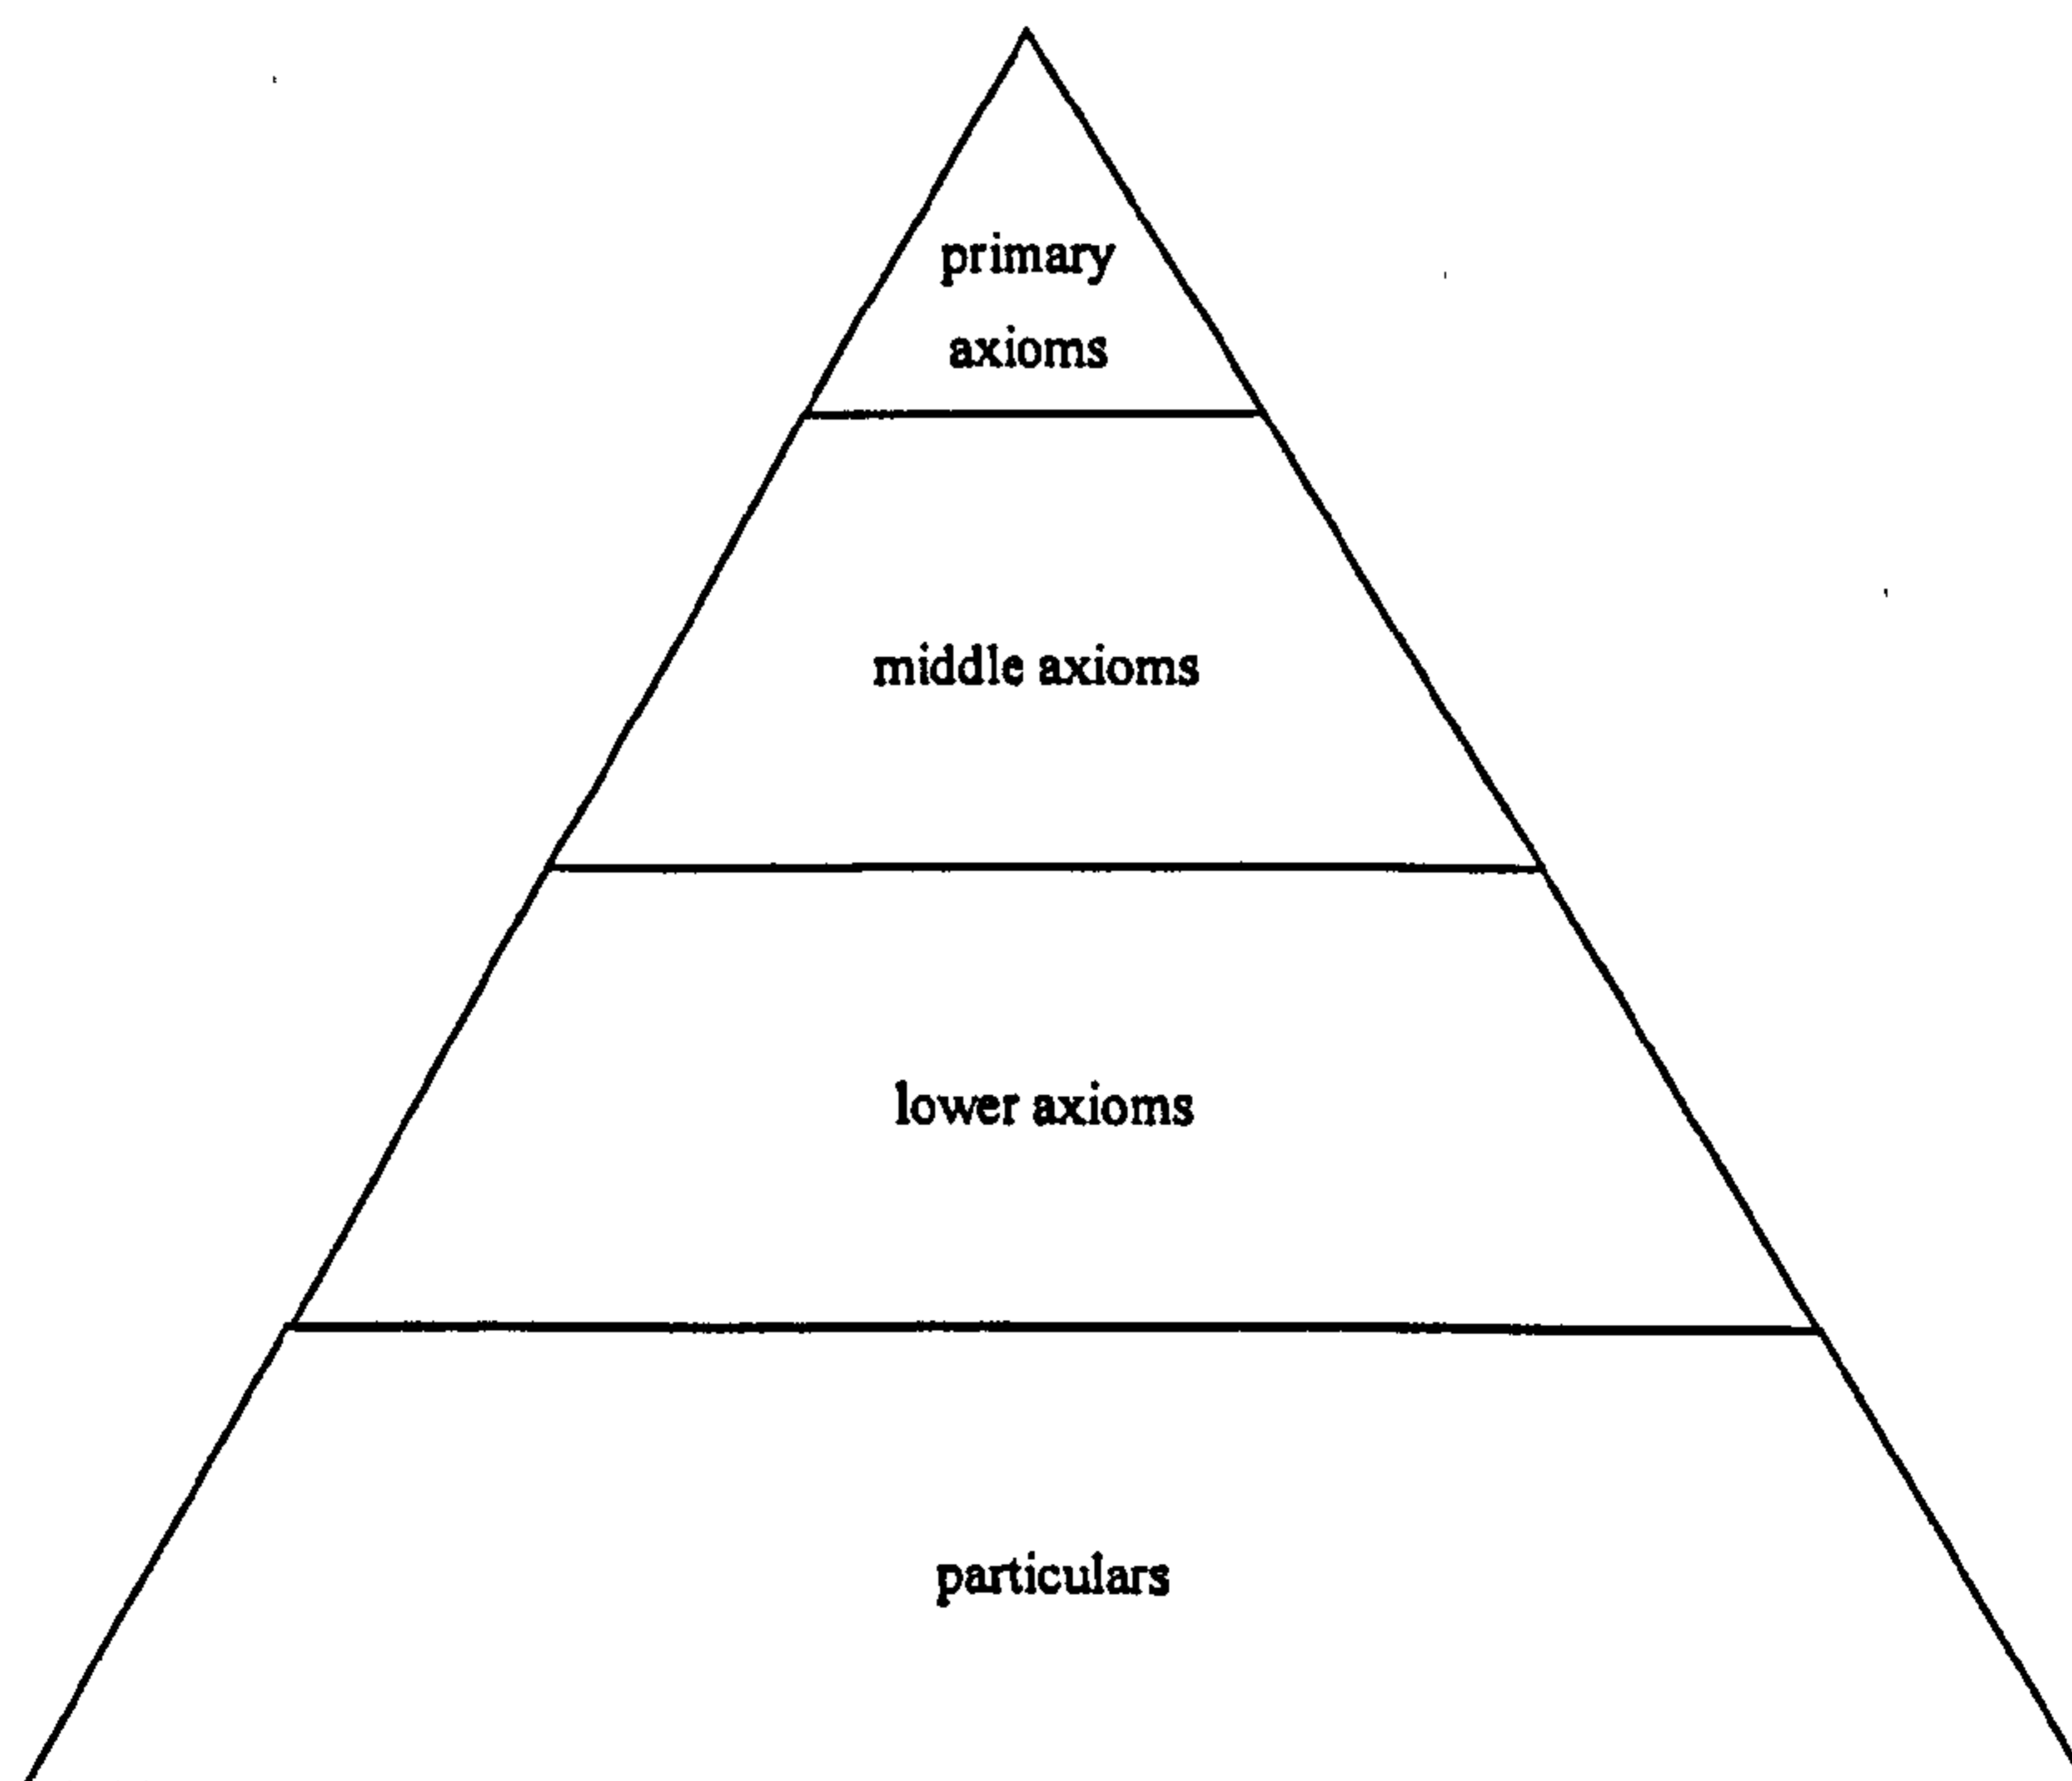 primary
axioms
middle axioms
lower axioms
particulars